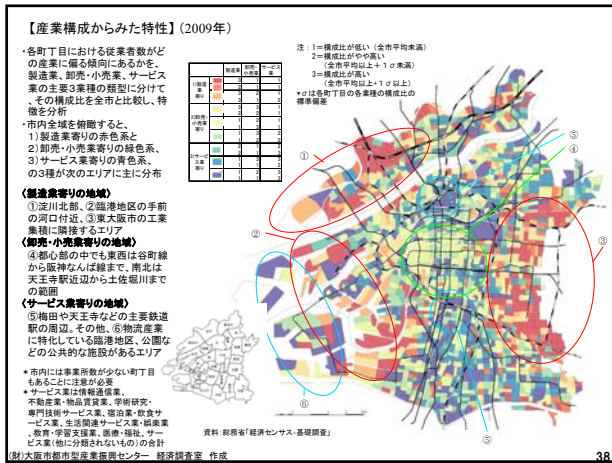 【産業構成からみた特性】(2009年)
・各町丁目における従業者数がど
の産業に偏る傾向にあるかを、
製造業、卸売・小売業、サービス
業の主要3業種の類型に分けて
、その構成比を全市と比較し、特
徴を分析
・市内全域を俯瞰すると、
1)製造業寄りの赤色系と
2)卸売・小売業寄りの緑色系、
3)サービス業寄りの青色系、
の3種が次のエリアに主に分布
〈製造業寄りの地域〉
①淀川北部、②臨港地区の手前
の河口付近、③東大阪市の工業
集積に隣接するエリア
〈卸売・小売業寄りの地域〉
④都心部の中でも東西は谷町線
から阪神なんば線まで、南北は
天王寺駅近辺から土佐堀川まで
の範囲
〈サービス業寄りの地域〉
⑤梅田や天王寺などの主要鉄道
駅の周辺。その他、⑥物流産業
に特化している臨港地区、公園な
どの公共的な施設があるエリア
*市内には事業所数が少ない町丁目
もあることに注意が必要
*サービス業は情報通信業、
不動産業・物品賃貸業、学術研究・
専門技術サービス業、宿泊業・飲食サ
ービス業、生活関連サービス業・娯楽業
、教育・学習支援業、医療・福祉、サー
ビス業(他に分類されないもの)の合計
製造業 卸売・小売業 サービス業
1)製造業寄り
2)卸売・小売業寄り
3)サービス業寄り
注:1=構成比が低い(全市平均未満)
2=構成比がやや高い
(全市平均以上+1σ未満)
3=構成比が高い
(全市平均以上+1σ以上)
*σは各町丁目の各業種の構成比の
標準偏差
①
②
③
④
⑤
⑤
⑥
資料:総務省「経済センサス-基礎調査」
(財)大阪市都市型産業振興センター 経済調査室 作成
38